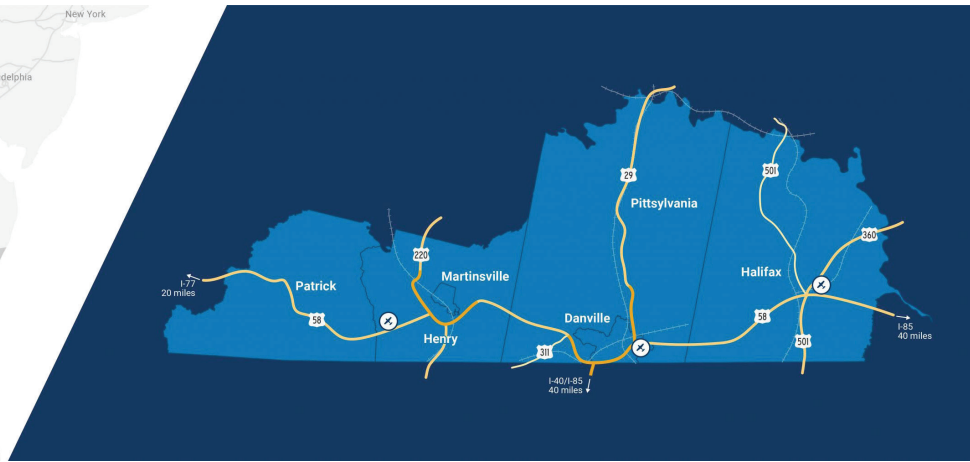 New York
delphia
29
501
Pittsylvania
360
220
Halifax
Martinsville
I-77
20 miles
Patrick
58
Danville
58
Henry
I-85
40 miles
311
501
I-40/I-85
40 miles